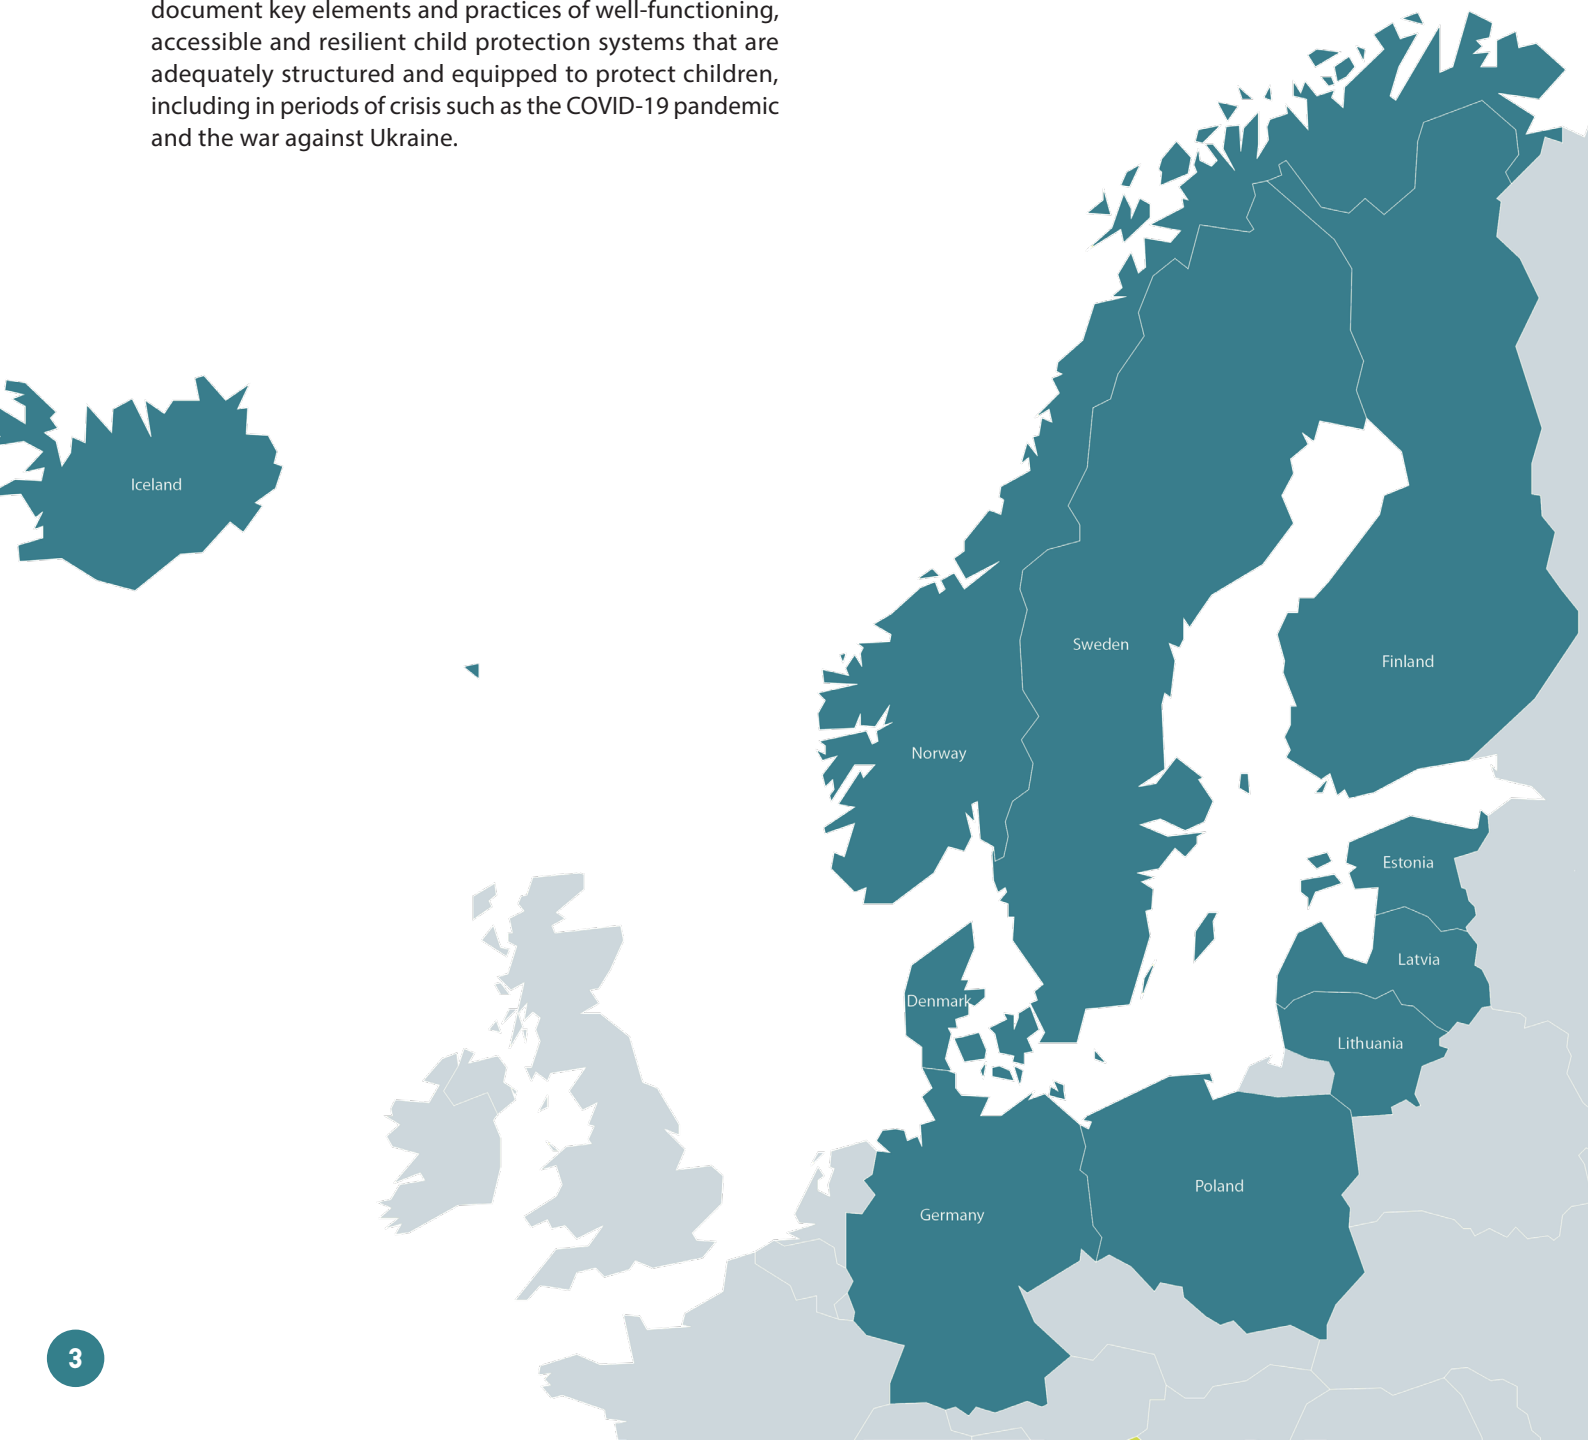 document key elements and practices of well-functioning,
accessible and resilient child protection systems that are
adequately structured and equipped to protect children,
including in periods of crisis such as the COVID-19 pandemic
and the war against Ukraine.
Iceland
Sweden
Finland
Norway
Estonia
Latvia
Denmark
Lithuania
Poland
Germany
3